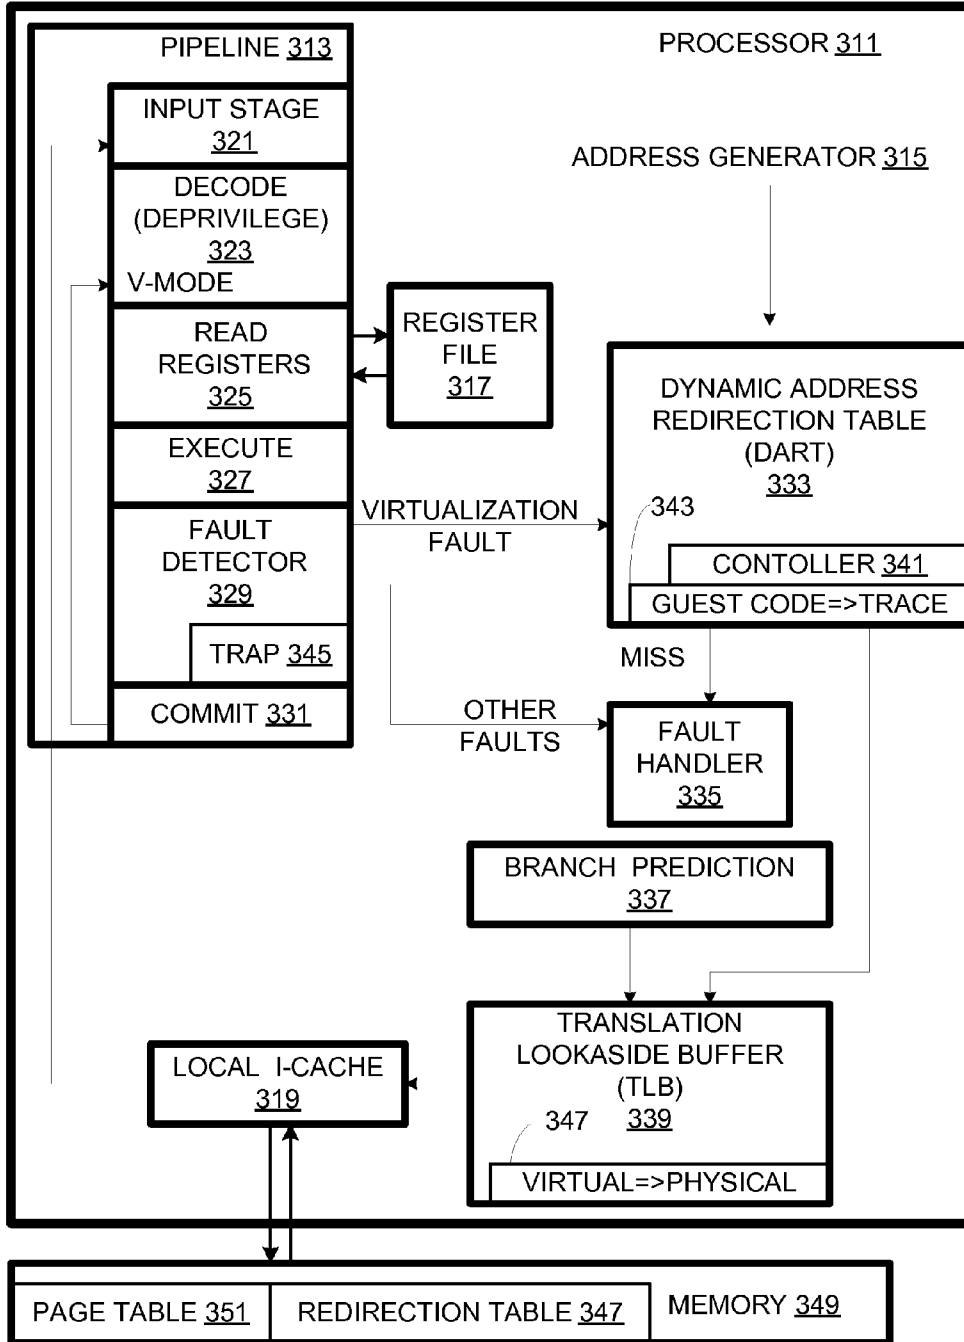 PIPELINE 313
PROCESSOR 311
INPUT STAGE
321
ADDRESS GENERATOR 315
DECODE
(DEPRIVILEGE)
323
V-MODE
READ
REGISTERS
325
REGISTER
FILE
317
DYNAMIC ADDRESS
REDIRECTION TABLE
(DART)
333
EXECUTE
327
VIRTUALIZATION
FAULT
343
FAULT
DETECTOR
329
CONTOLLER 341
GUEST CODE=>TRACE
TRAP 345
MISS
COMMIT 331
OTHER
FAULTS
FAULT
HANDLER
335
BRANCH PREDICTION
337
TRANSLATION
LOOKASIDE BUFFER
(TLB)
339
LOCAL I-CACHE
319
347
VIRTUAL=>PHYSICAL
PAGE TABLE 351
REDIRECTION TABLE 347
MEMORY 349